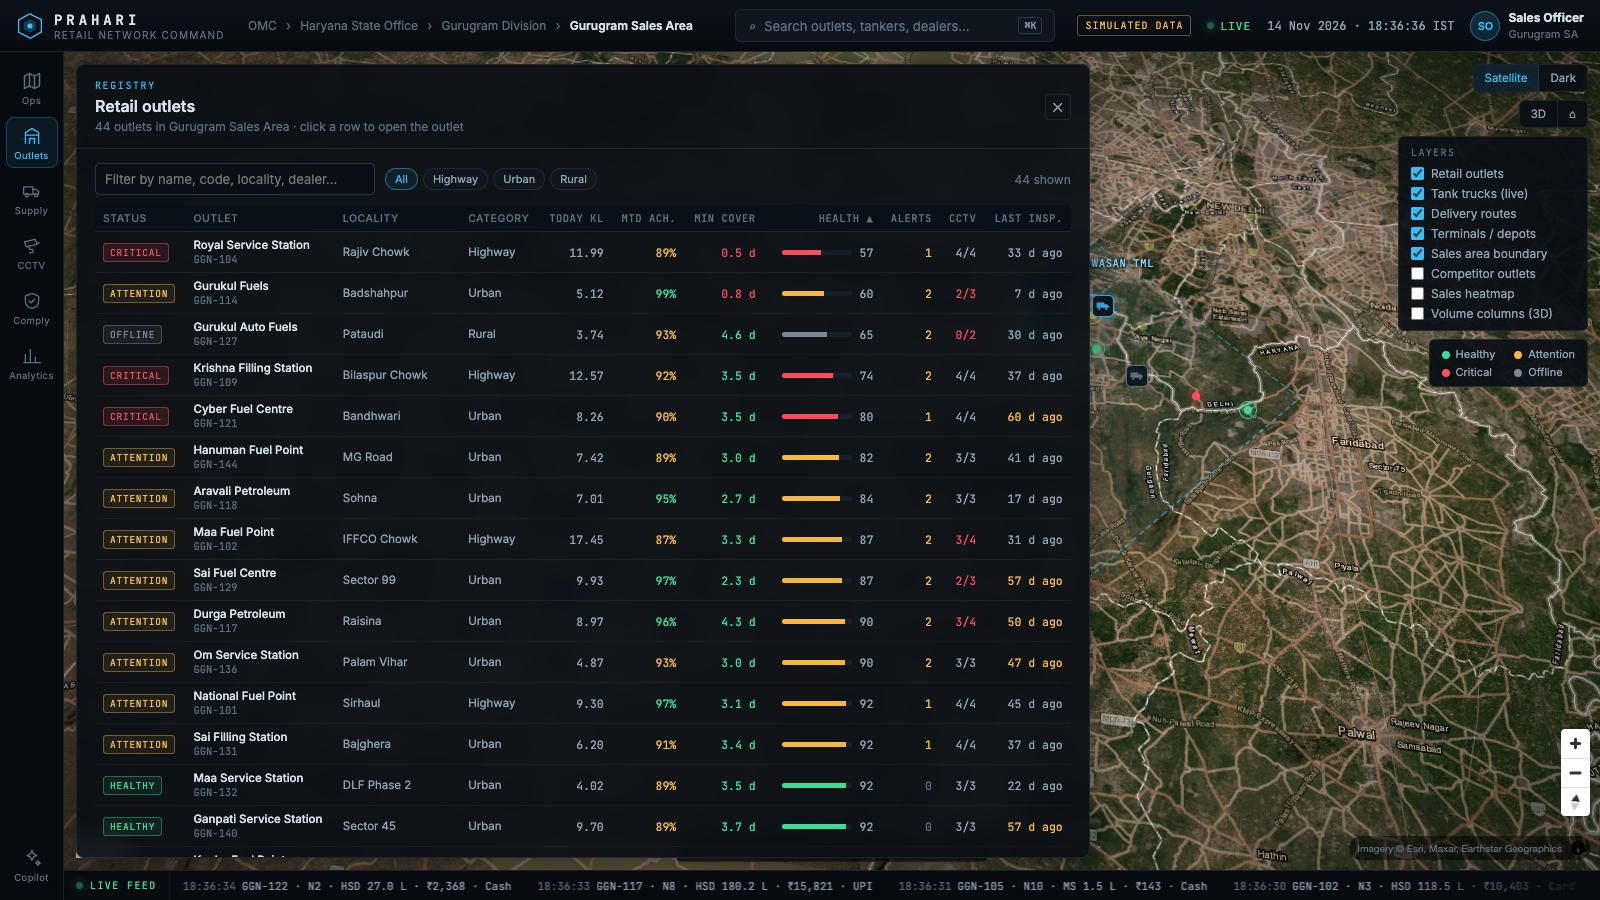 PRAHARI
RETAIL NETWORK COMMAND
OMC › Haryana State Office › Gurugram Division › Gurugram Sales Area
Search outlets, tankers, dealers... ⌘K
SIMULATED DATA
LIVE 14 Nov 2026 · 18:36:36 IST
SO Sales Officer
Gurugram SA
Ops
Outlets
Supply
CCTV
Comply
Analytics
Copilot
REGISTRY
Retail outlets
44 outlets in Gurugram Sales Area · click a row to open the outlet
Filter by name, code, locality, dealer... All Highway Urban Rural 44 shown
STATUS OUTLET LOCALITY CATEGORY TODAY KL MTD ACH. MIN COVER HEALTH ▲ ALERTS CCTV LAST INSP.
CRITICAL Royal Service Station GGN-104 Rajiv Chowk Highway 11.99 89% 0.5 d 57 1 4/4 33 d ago
ATTENTION Gurukul Fuels GGN-114 Badshahpur Urban 5.12 99% 0.8 d 60 2 2/3 7 d ago
OFFLINE Gurukul Auto Fuels GGN-127 Pataudi Rural 3.74 93% 4.6 d 65 2 0/2 30 d ago
CRITICAL Krishna Filling Station GGN-109 Bilaspur Chowk Highway 12.57 92% 3.5 d 74 2 4/4 37 d ago
CRITICAL Cyber Fuel Centre GGN-121 Bandhwari Urban 8.26 90% 3.5 d 80 1 4/4 60 d ago
ATTENTION Hanuman Fuel Point GGN-144 MG Road Urban 7.42 89% 3.0 d 82 2 3/3 41 d ago
ATTENTION Aravali Petroleum GGN-118 Sohna Urban 7.01 95% 2.7 d 84 2 3/3 17 d ago
ATTENTION Maa Fuel Point GGN-102 IFFCO Chowk Highway 17.45 87% 3.3 d 87 2 3/4 31 d ago
ATTENTION Sai Fuel Centre GGN-129 Sector 99 Urban 9.93 97% 2.3 d 87 2 2/3 57 d ago
ATTENTION Durga Petroleum GGN-117 Raisina Urban 8.97 96% 4.3 d 90 2 3/4 50 d ago
ATTENTION Om Service Station GGN-136 Palam Vihar Urban 4.87 93% 3.0 d 90 2 3/3 47 d ago
ATTENTION National Fuel Point GGN-101 Sirhaul Highway 9.30 97% 3.1 d 92 1 4/4 45 d ago
ATTENTION Sai Filling Station GGN-131 Bajghera Urban 6.20 91% 3.4 d 92 1 4/4 37 d ago
HEALTHY Maa Service Station GGN-132 DLF Phase 2 Urban 4.02 89% 3.5 d 92 0 3/3 22 d ago
HEALTHY Ganpati Service Station GGN-140 Sector 45 Urban 9.70 89% 3.7 d 92 0 3/3 57 d ago
Satellite Dark
3D
LAYERS
Retail outlets
Tank trucks (live)
Delivery routes
Terminals / depots
Sales area boundary
Competitor outlets
Sales heatmap
Volume columns (3D)
Healthy Attention
Critical Offline
NEW DELHI
WASAN TML
HARYANA
DELHI
Faridabad
Gurgaon
Faridabad
Sector 75
Palwal
Piyala
Mewat
Faridabad
Nuh-Palwal Road
KMP Expressway
Palwal
Rajeev Nagar
Samsabad
Hathin
Imagery © Esri, Maxar, Earthstar Geographics
LIVE FEED 18:36:34 GGN-122 · N2 · HSD 27.0 L · ₹2,368 · Cash 18:36:33 GGN-117 · N8 · HSD 180.2 L · ₹15,821 · UPI 18:36:31 GGN-105 · N10 · MS 1.5 L · ₹143 · Cash 18:36:30 GGN-102 · N3 · HSD 118.5 L · ₹10,403 · Card